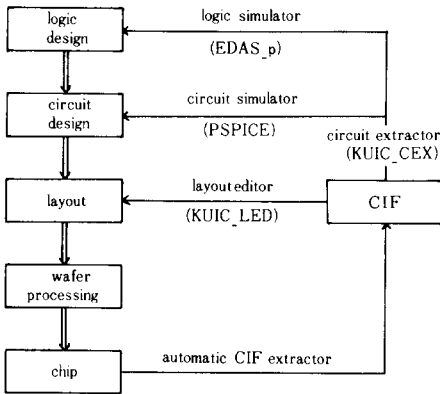 logic
design
logic simulator
(EDAS_p)
circuit
design
circuit simulator
(PSPICE)
circuit extractor
(KUIC_CEX)
layout
layout editor
(KUIC_LED)
CIF
wafer
processing
chip
automatic CIF extractor